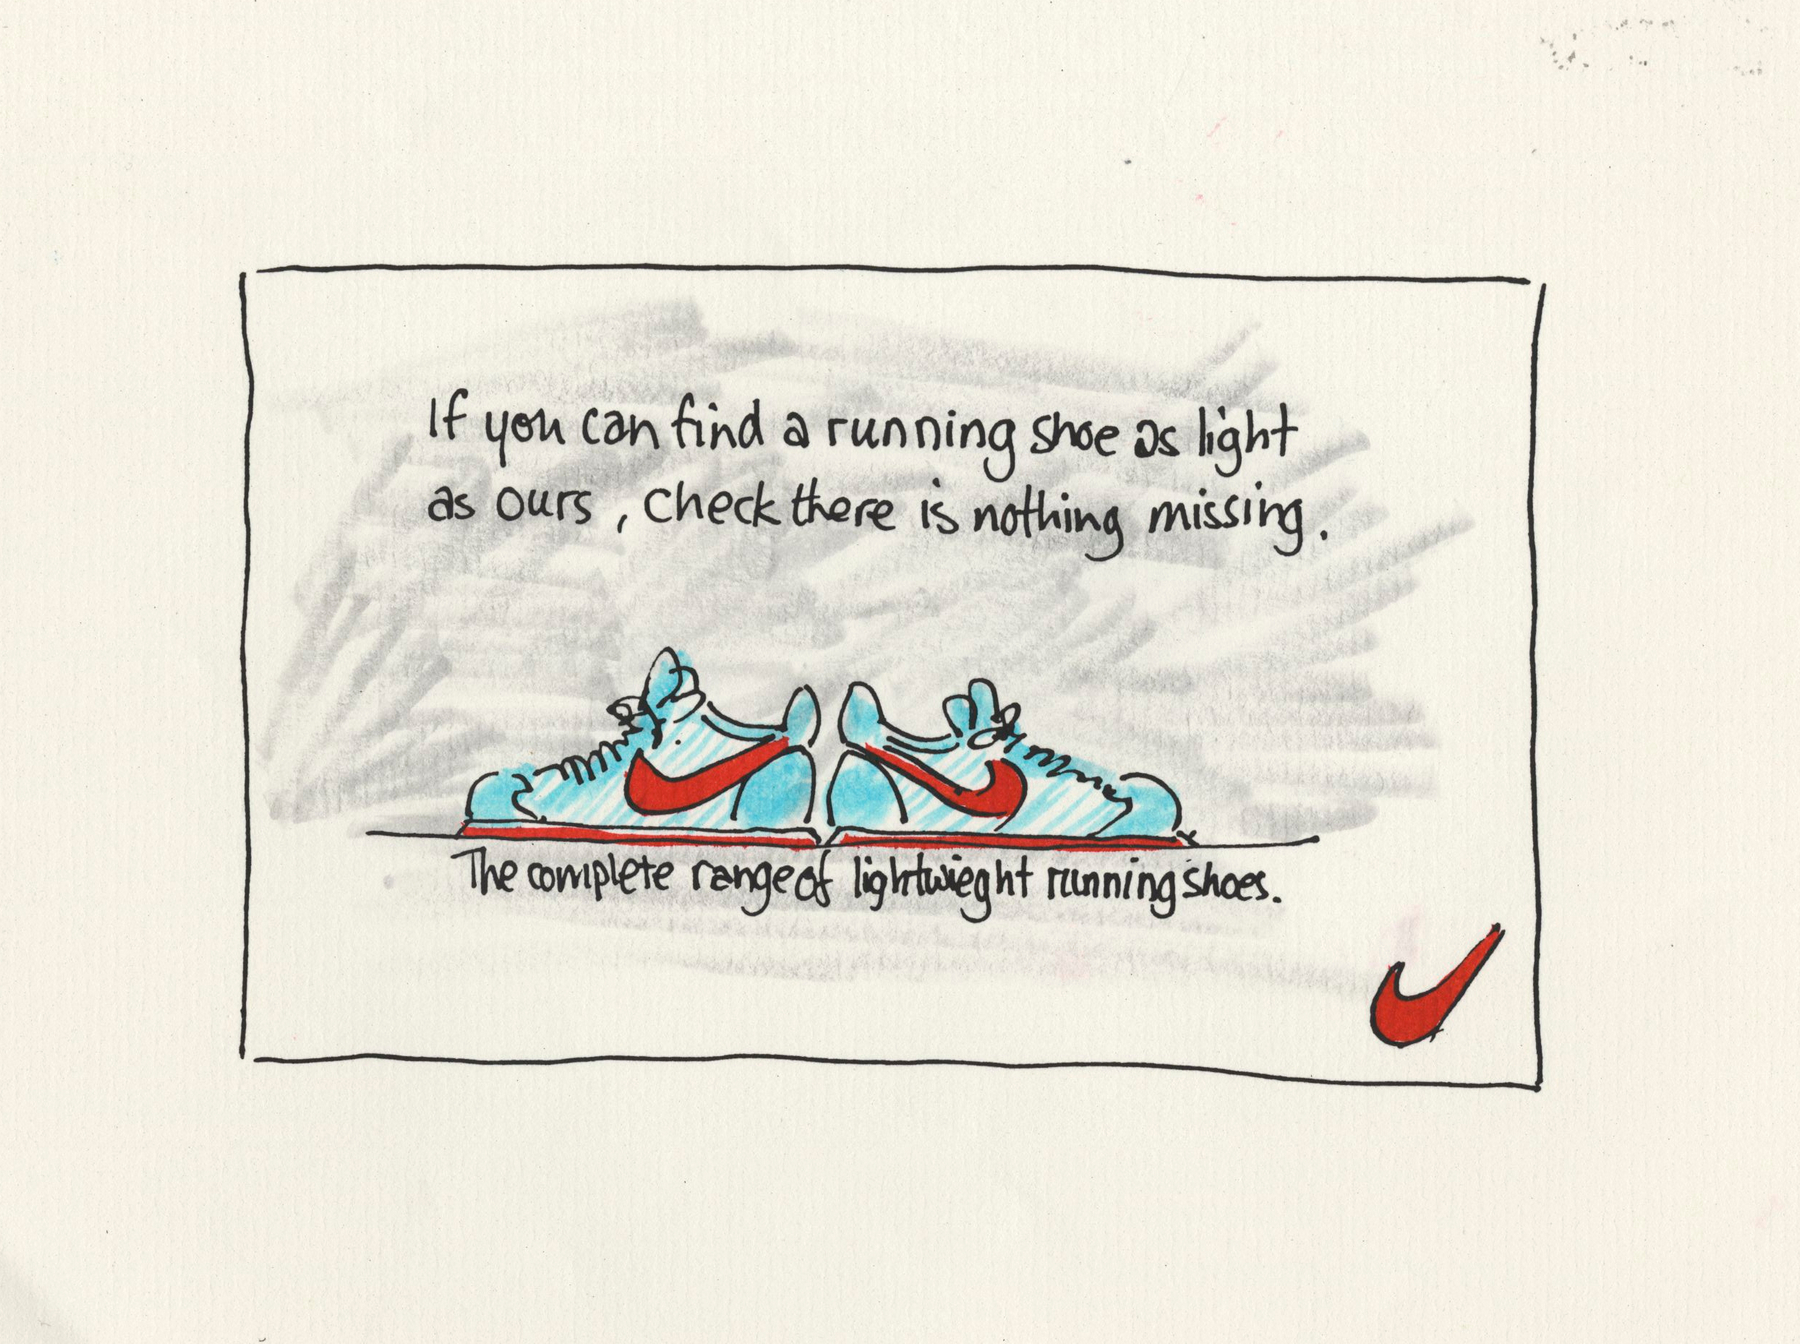 If you can find a running shoe as light
as ours, check there is nothing missing.
The complete range of lightwieght running shoes.